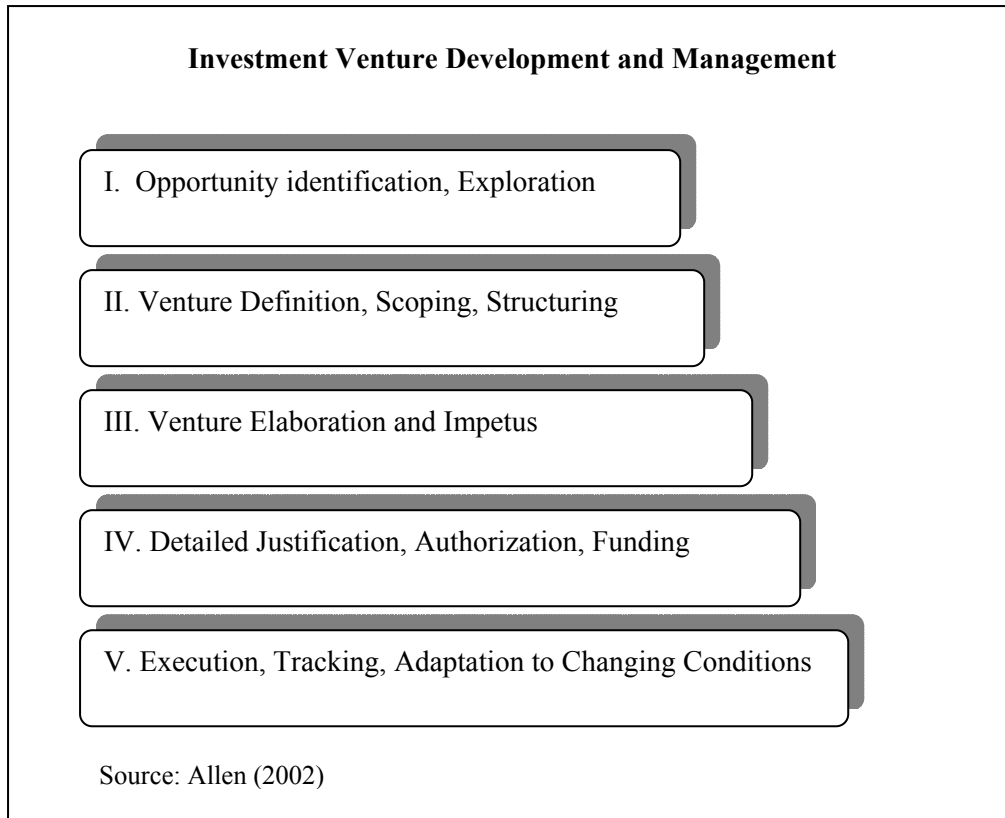 Investment Venture Development and Management
I. Opportunity identification, Exploration
II. Venture Definition, Scoping, Structuring
III. Venture Elaboration and Impetus
IV. Detailed Justification, Authorization, Funding
V. Execution, Tracking, Adaptation to Changing Conditions
Source: Allen (2002)